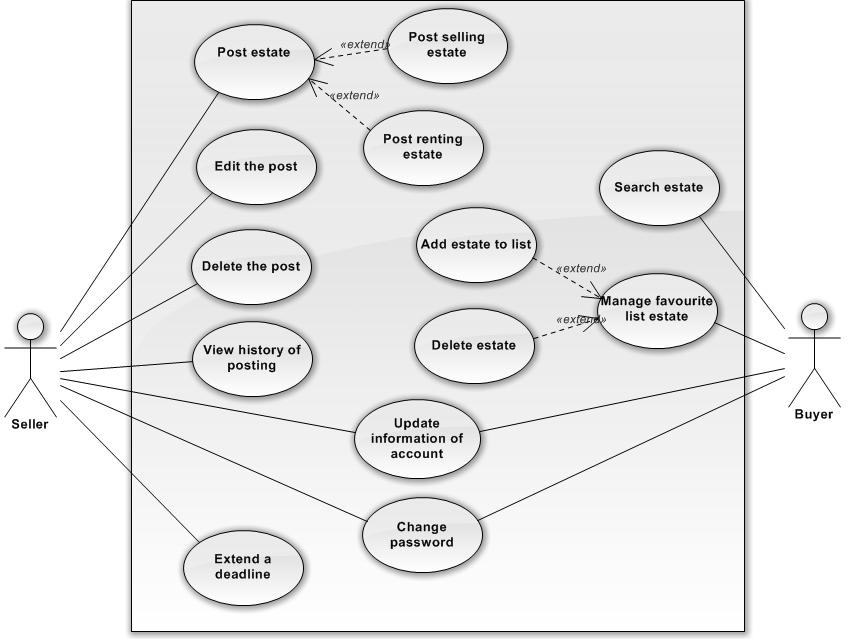 Post estate
«extend»
Post selling
estate
«extend»
Post renting
estate
Edit the post
Search estate
Add estate to list
«extend»
Delete the post
Manage favourite
list estate
«extend»
Delete estate
View history of
posting
Seller
Buyer
Update
information of
account
Change
password
Extend a
deadline